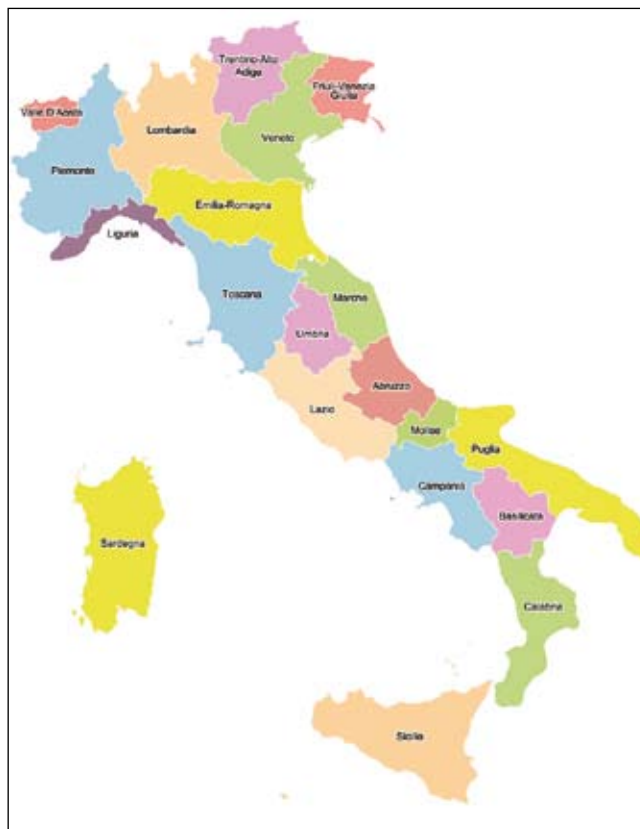 Trentino-Alto
Adige
Friuli-Venezia
Giulia
Valle D'Aosta
Lombardia
Veneto
Piemonte
Emilia-Romagna
Liguria
Toscana
Marche
Umbria
Abruzzo
Lazio
Molise
Puglia
Campania
Basilicata
Sardegna
Calabria
Sicilia